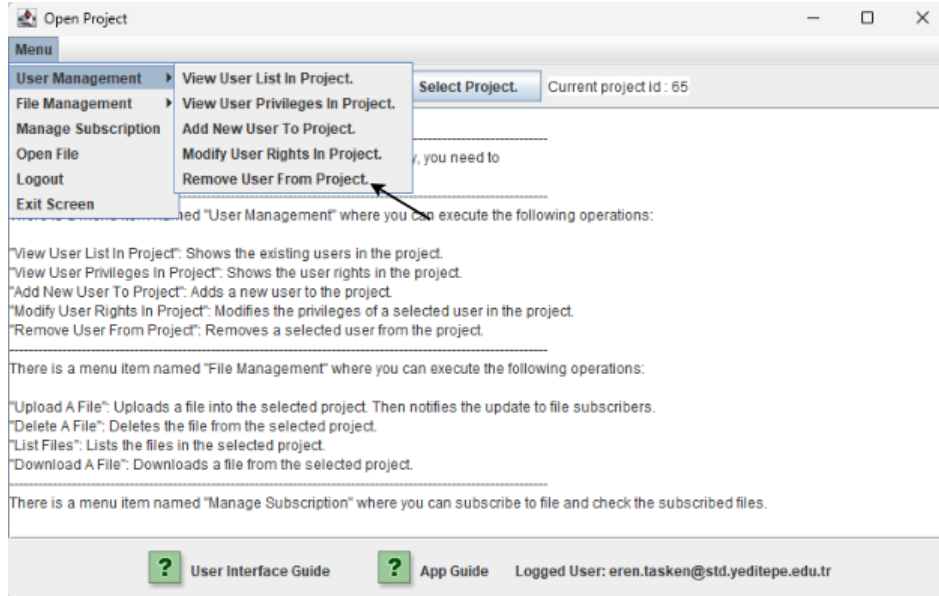 Open Project
Menu
User Management
View User List In Project.
View User Privileges In Project.
Add New User To Project.
Modify User Rights In Project.
Remove User From Project.
File Management
Manage Subscription
Open File
Logout
Exit Screen
Select Project.
Current project id : 65
, you need to
named "User Management" where you can execute the following operations:
"View User List In Project": Shows the existing users in the project.
"View User Privileges In Project": Shows the user rights in the project.
"Add New User To Project": Adds a new user to the project.
"Modify User Rights In Project": Modifies the privileges of a selected user in the project.
"Remove User From Project": Removes a selected user from the project.
There is a menu item named "File Management" where you can execute the following operations:
"Upload A File": Uploads a file into the selected project. Then notifies the update to file subscribers.
"Delete A File": Deletes the file from the selected project.
"List Files": Lists the files in the selected project.
"Download A File": Downloads a file from the selected project.
There is a menu item named "Manage Subscription" where you can subscribe to file and check the subscribed files.
? User Interface Guide
? App Guide
Logged User: eren.tasken@std.yeditepe.edu.tr